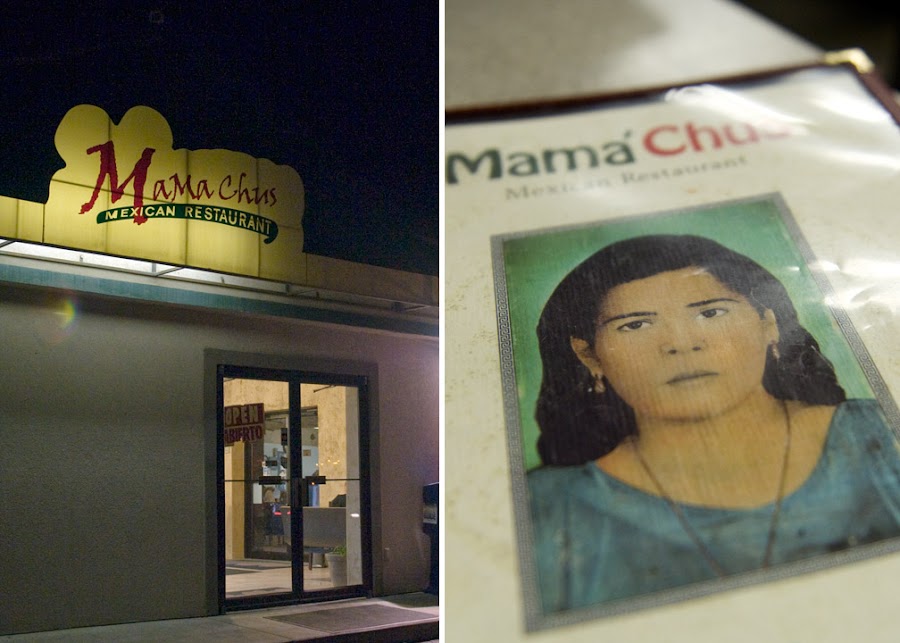 Mama Chus
MEXICAN RESTAURANT
OPEN
ABIERTO
Mamá Chus
Mexican Restaurant